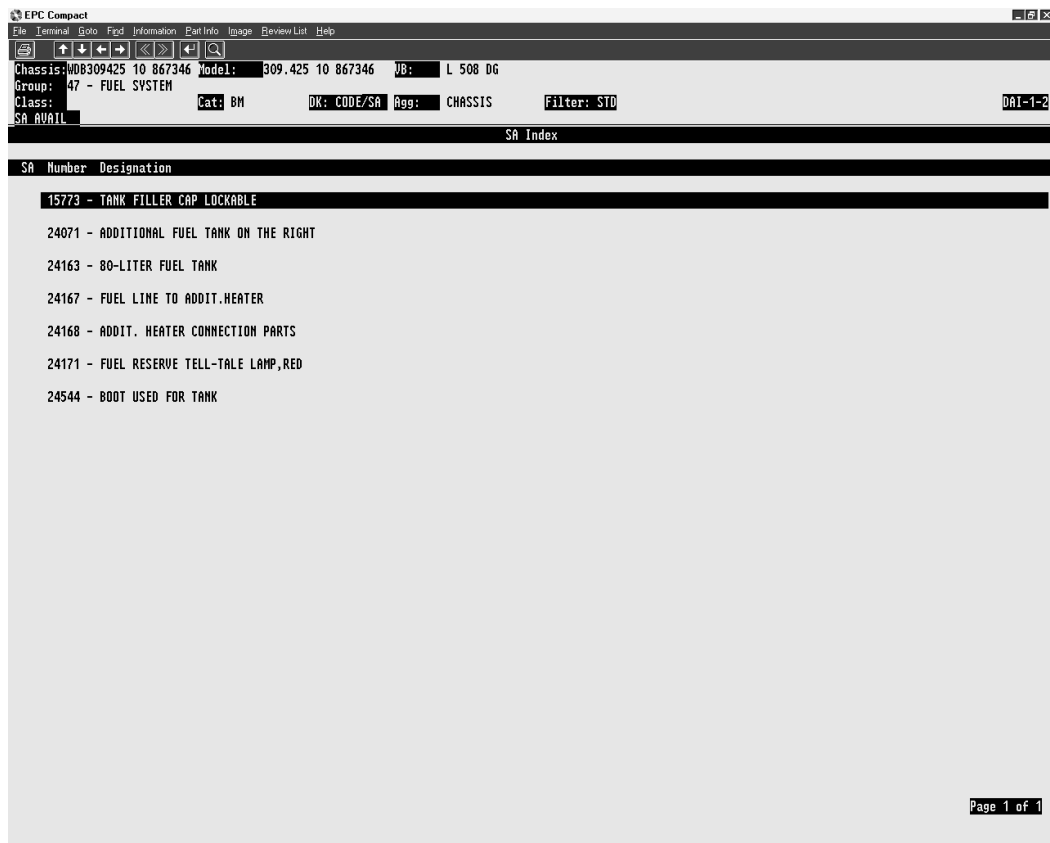 EPC Compact
File Terminal Goto Find Information Part Info Image Review List Help
Chassis:WDB309425 10 867346 Model: 309.425 10 867346 VB: L 508 DG
Group: 47 - FUEL SYSTEM
Class: Cat: BM DK: CODE/SA Agg: CHASSIS Filter: STD DAI-1-2
SA AVAIL
SA Index
SA Number Designation
15773 - TANK FILLER CAP LOCKABLE
24071 - ADDITIONAL FUEL TANK ON THE RIGHT
24163 - 80-LITER FUEL TANK
24167 - FUEL LINE TO ADDIT.HEATER
24168 - ADDIT. HEATER CONNECTION PARTS
24171 - FUEL RESERVE TELL-TALE LAMP,RED
24544 - BOOT USED FOR TANK
Page 1 of 1